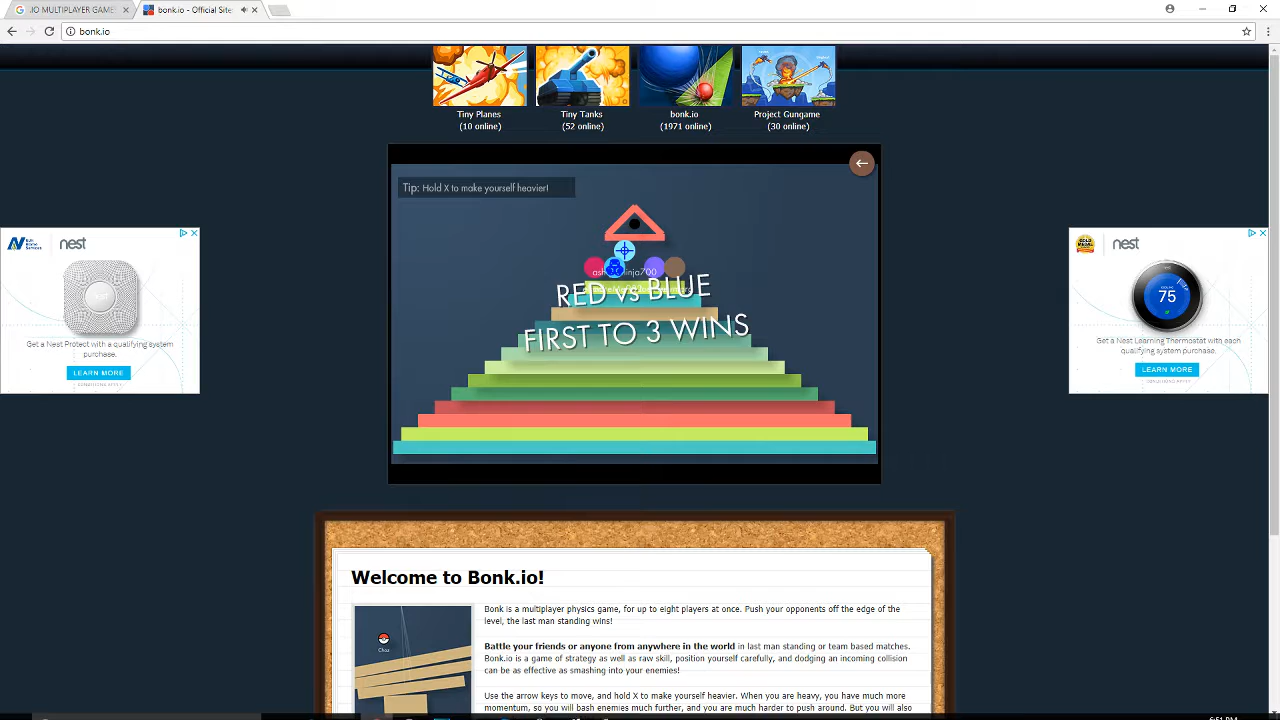 .IO MULTIPLAYER GAME
bonk.io - Official Site
bonk.io
Tiny Planes
(10 online)
Tiny Tanks
(52 online)
bonk.io
(1971 online)
Project Gungame
(30 online)
Tip: Hold X to make yourself heavier!
RED vs BLUE
FIRST TO 3 WINS
nest
Get a Nest Protect with a qualifying system
purchase.
LEARN MORE
nest
COOL PC
75
Get a Nest Learning Thermostat with each
qualifying system purchase.
LEARN MORE
Welcome to Bonk.io!
Chaz
Bonk is a multiplayer physics game, for up to eight players at once. Push your opponents off the edge of the
level, the last man standing wins!
Battle your friends or anyone from anywhere in the world in last man standing or team based matches.
Bonk.io is a game of strategy as well as raw skill, position yourself carefully, and dodging an incoming collision
can be as effective as smashing into your enemies!
Use the arrow keys to move, and hold X to make yourself heavier. When you are heavy, you have much more
momentum, so you will bash enemies much further, and you are much harder to push around. But you will also
6:51 PM